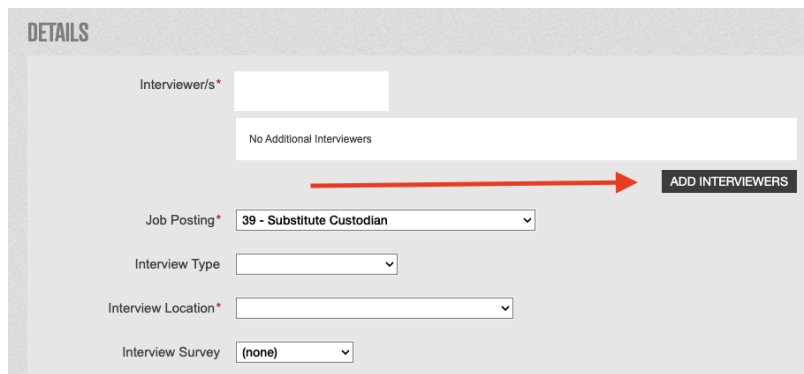 DETAILS
Interviewer/s*
No Additional Interviewers
ADD INTERVIEWERS
Job Posting* 39 - Substitute Custodian
Interview Type
Interview Location*
Interview Survey (none)